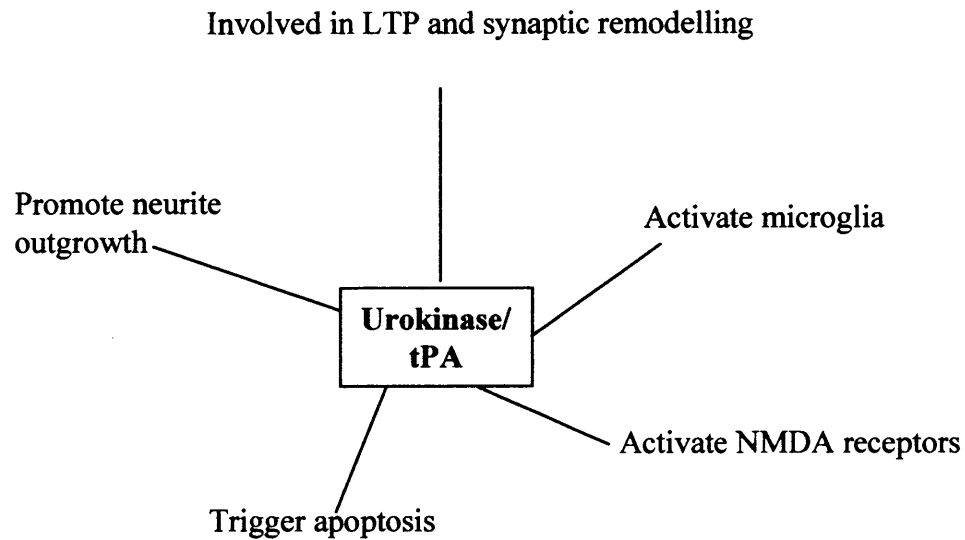 Involved in LTP and synaptic remodelling
Promote neurite
outgrowth
Activate microglia
Urokinase/
tPA
Activate NMDA receptors
Trigger apoptosis